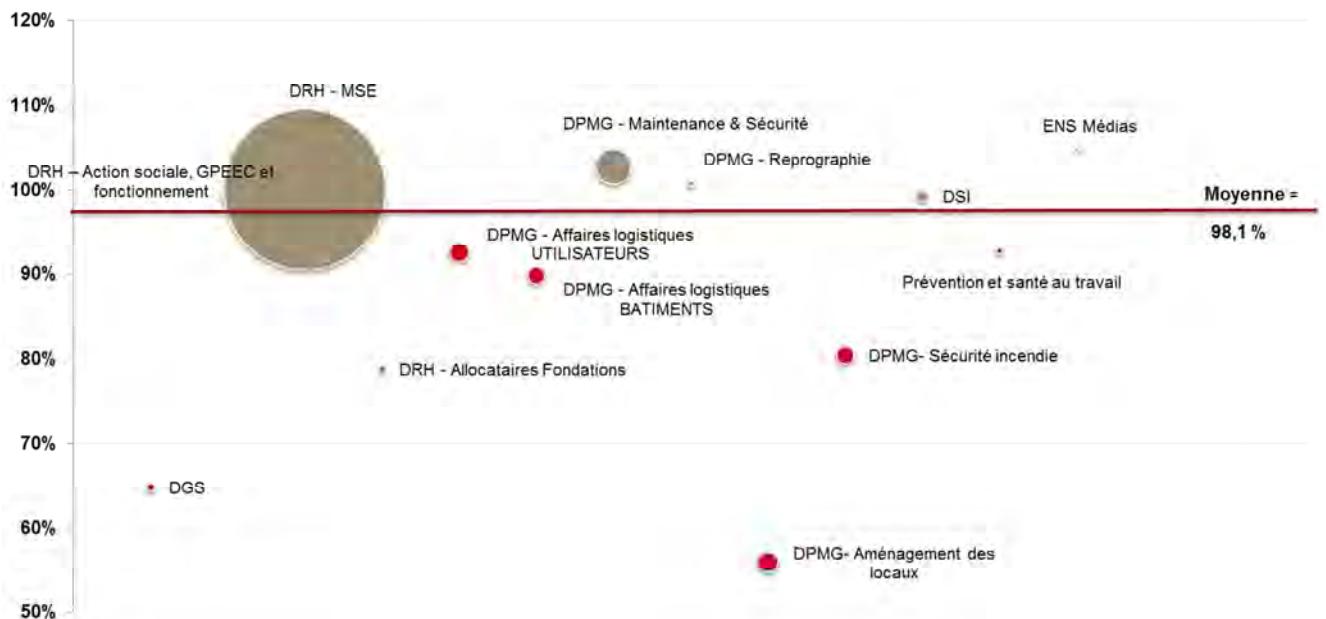 120%
110%
100%
90%
80%
70%
60%
50%
DRH - MSE
DRH – Action sociale, GPEEC et
fonctionnement
DPMG - Maintenance & Sécurité
DPMG - Reprographie
ENS Médias
DSI
Moyenne =
98,1 %
DPMG - Affaires logistiques
UTILISATEURS
DPMG - Affaires logistiques
BATIMENTS
Prévention et santé au travail
DRH - Allocataires Fondations
DPMG- Sécurité incendie
DGS
DPMG- Aménagement des
locaux